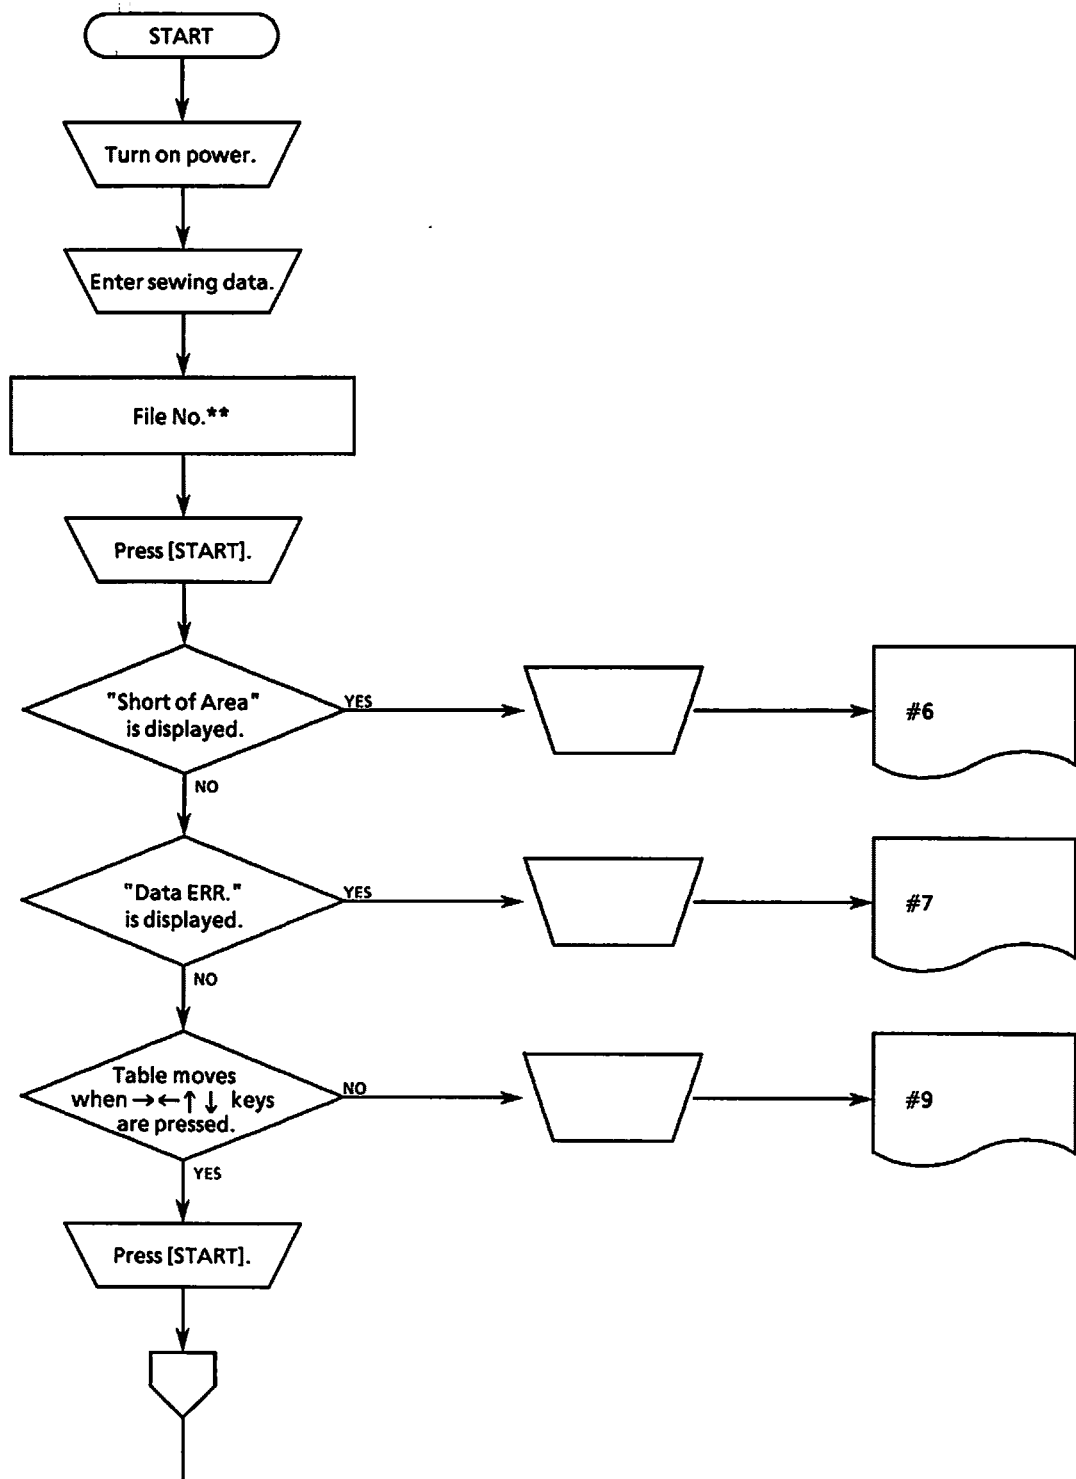 START
Turn on power.
Enter sewing data.
File No.**
Press [START].
"Short of Area"
is displayed.
YES
#6
NO
"Data ERR."
is displayed.
YES
#7
NO
Table moves
when →←↑↓ keys
are pressed.
NO
#9
YES
Press [START].